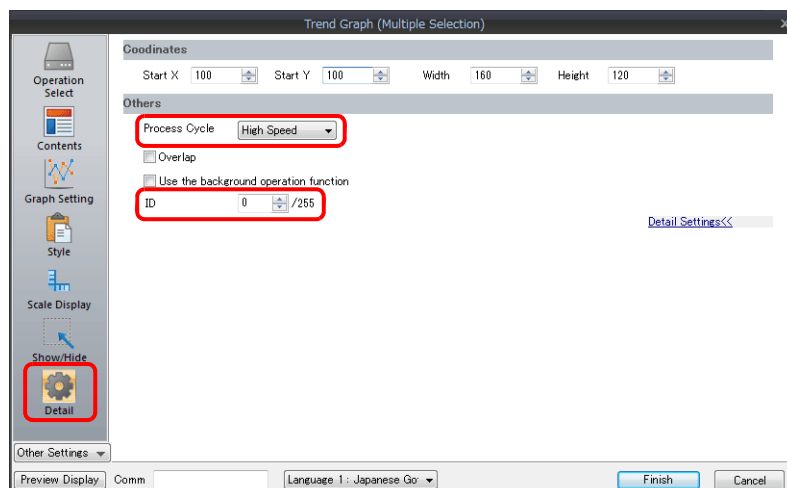 Trend Graph (Multiple Selection)
Operation
Select
Contents
Graph Setting
Style
Scale Display
Show/Hide
Detail
Other Settings
Coodinates
Start X 100 Start Y 100 Width 160 Height 120
Others
Process Cycle High Speed
Overlap
Use the background operation function
ID 0 /255
Detail Settings<<
Preview Display Comm Language 1 : Japanese Go Finish Cancel